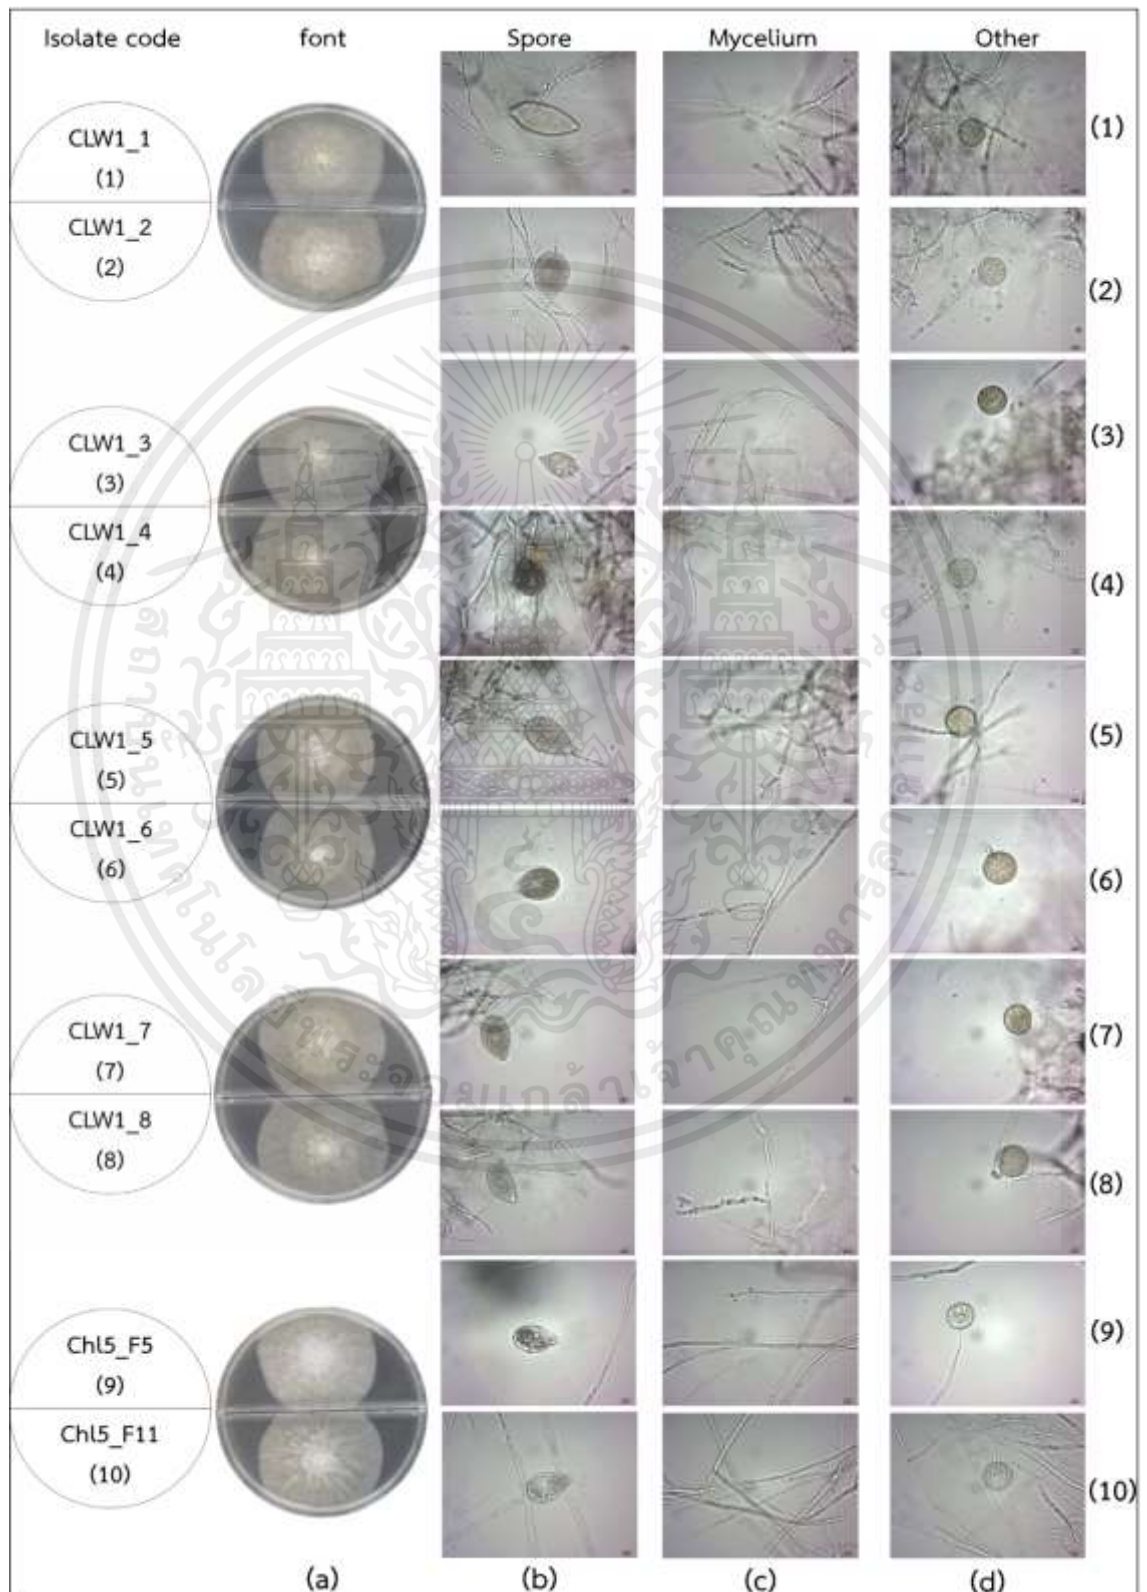 Isolate code font Spore Mycelium Other
CLW1_1
(1)
(1)
CLW1_2
(2)
(2)
CLW1_3
(3)
(3)
CLW1_4
(4)
(4)
CLW1_5
(5)
(5)
CLW1_6
(6)
(6)
CLW1_7
(7)
(7)
CLW1_8
(8)
(8)
Chl5_F5
(9)
(9)
Chl5_F11
(10)
(10)
(a) (b) (c) (d)